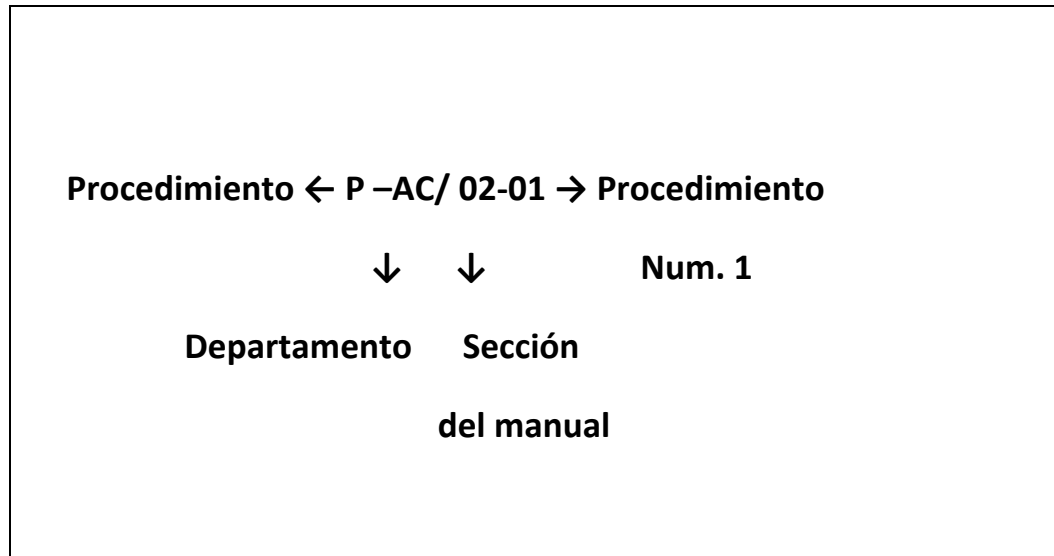 Procedimiento ← P –AC/ 02-01 → Procedimiento
↓ ↓ Num. 1
Departamento Sección
del manual